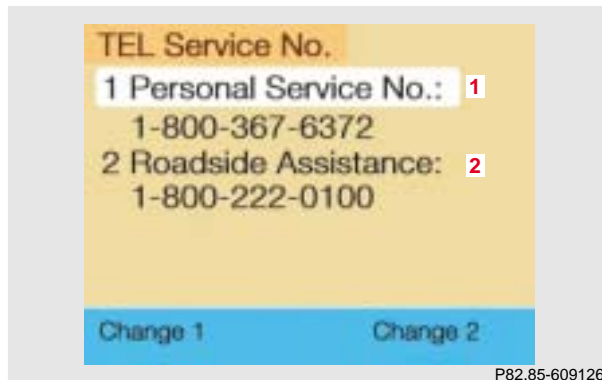 TEL Service No.
1 Personal Service No.: 1
1-800-367-6372
2 Roadside Assistance: 2
1-800-222-0100
Change 1 Change 2
P82.85-609126